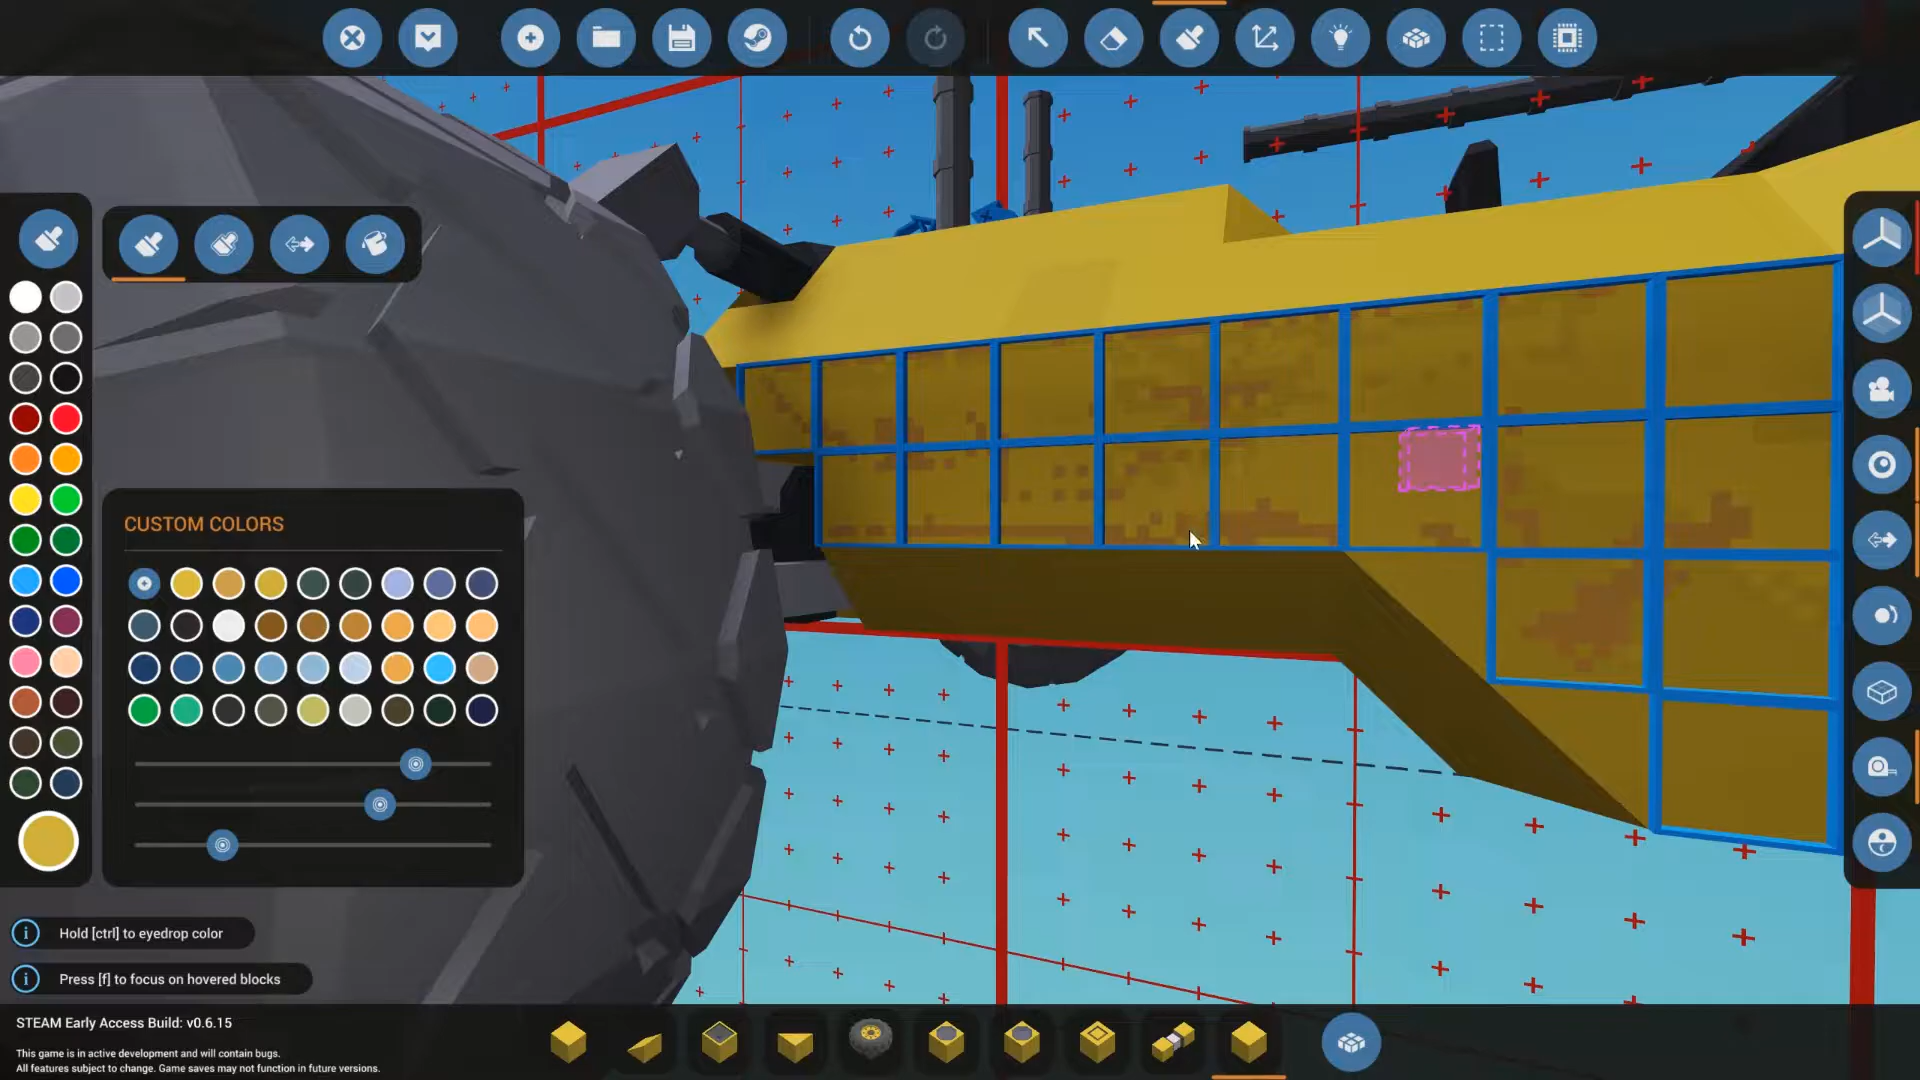 CUSTOM COLORS
Hold [ctrl] to eyedrop color
Press [f] to focus on hovered blocks
STEAM Early Access Build: v0.6.15
This game is in active development and will contain bugs.
All features subject to change. Game saves may not function in future versions.